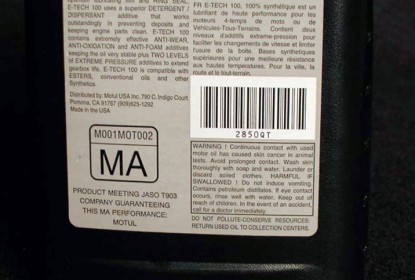 optimum lubricating film and RING SEAL.
E-TECH 100 uses a superior DETERGENT /
DISPERSANT additive that works
outstandingly in preventing deposits and
keeping engine parts clean. E-TECH 100
contains extremely effective ANTI-WEAR,
ANTI-OXIDATION and ANTI-FOAM additives
keeping the oil very stable plus TWO LEVELS
of EXTREME PRESSURE additives to extend
gearbox life. E-TECH 100 is compatible with
ESTERS, conventional oils and other
Synthetics.
Distributed by: Motul USA Inc. 790 C, Indigo Court
Pomona, CA 91767 (909)625-1292
Made in the USA
M001MOT002
MA
PRODUCT MEETING JASO T903
COMPANY GUARANTEEING
THIS MA PERFORMANCE:
MOTUL
FR E-TECH 100, 100% synthétique est un
lubrifiant de haute performance pour les
moteurs 4-temps de moto ou de
Vehicules-Tous-Terrains. Contient deux
niveaux d'additifs extreme-pression pour
faciliter les changements de vitesse et limiter
l'usure de la boite. Bases synthétiques
supérieures pour une meilleure résistance
aux hautes temperatures. Pour la ville, la
route et le tout-terrain.
2850QT
WARNING ! Continuous contact with used
motor oil has caused skin cancer in animal
tests. Avoid prolonged contact. Wash skin
thoroughly with soap and water. Launder or
discard soiled clothes. HARMFUL IF
SWALLOWED ! Do not induce vomiting.
Contains petroleum distillates. If eye contact
occurs, rinse well with water. Keep out of
reach of children. In the event of an accident,
call for a doctor immediately.
DO NOT POLLUTE-CONSERVE RESOURCES.
RETURN USED OIL TO COLLECTION CENTERS.